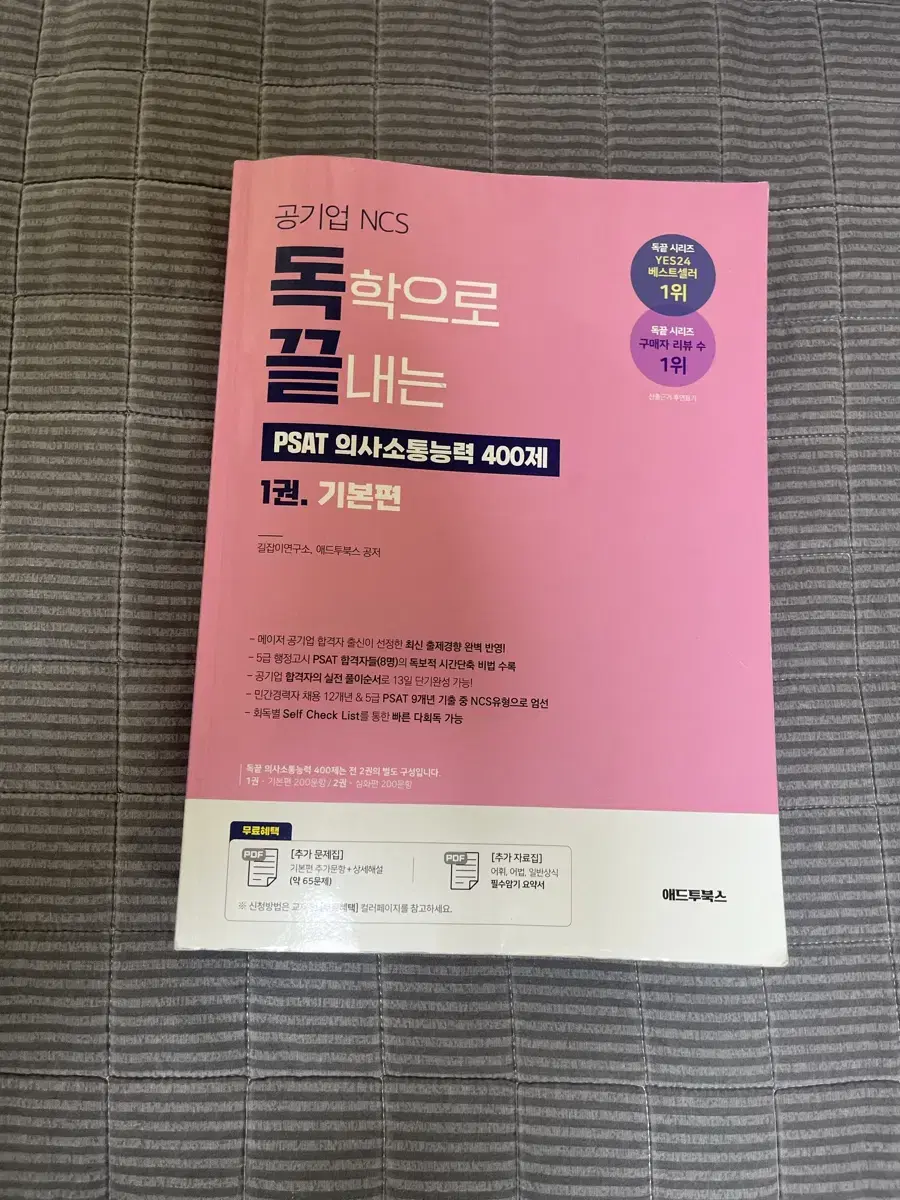 공기업 NCS
독학으로
끝내는
PSAT 의사소통능력 400제
1권. 기본편
길잡이연구소, 애드투북스 공저
독끝 시리즈
YES24
베스트셀러
1위
독끝 시리즈
구매자 리뷰 수
1위
산출근거 후면표기
- 메이저 공기업 합격자 출신이 선정한 최신 출제경향 완벽 반영!
- 5급 행정고시 PSAT 합격자들(8명)의 독보적 시간단축 비법 수록
- 공기업 합격자의 실전 풀이순서로 13일 단기완성 가능!
- 민간경력자 채용 12개년 & 5급 PSAT 9개년 기출 중 NCS유형으로 엄선
- 회독별 Self Check List를 통한 빠른 다회독 가능
독끝 의사소통능력 400제는 전 2권의 별도 구성입니다.
1권 - 기본편 200문항 / 2권 - 심화편 200문항
무료혜택
PDF
[추가 문제집]
기본편 추가문항 + 상세해설
(약 65문제)
PDF
[추가 자료집]
어휘, 어법, 일반상식
필수암기 요약서
※ 신청방법은 컬러페이지를 참고하세요.
애드투북스